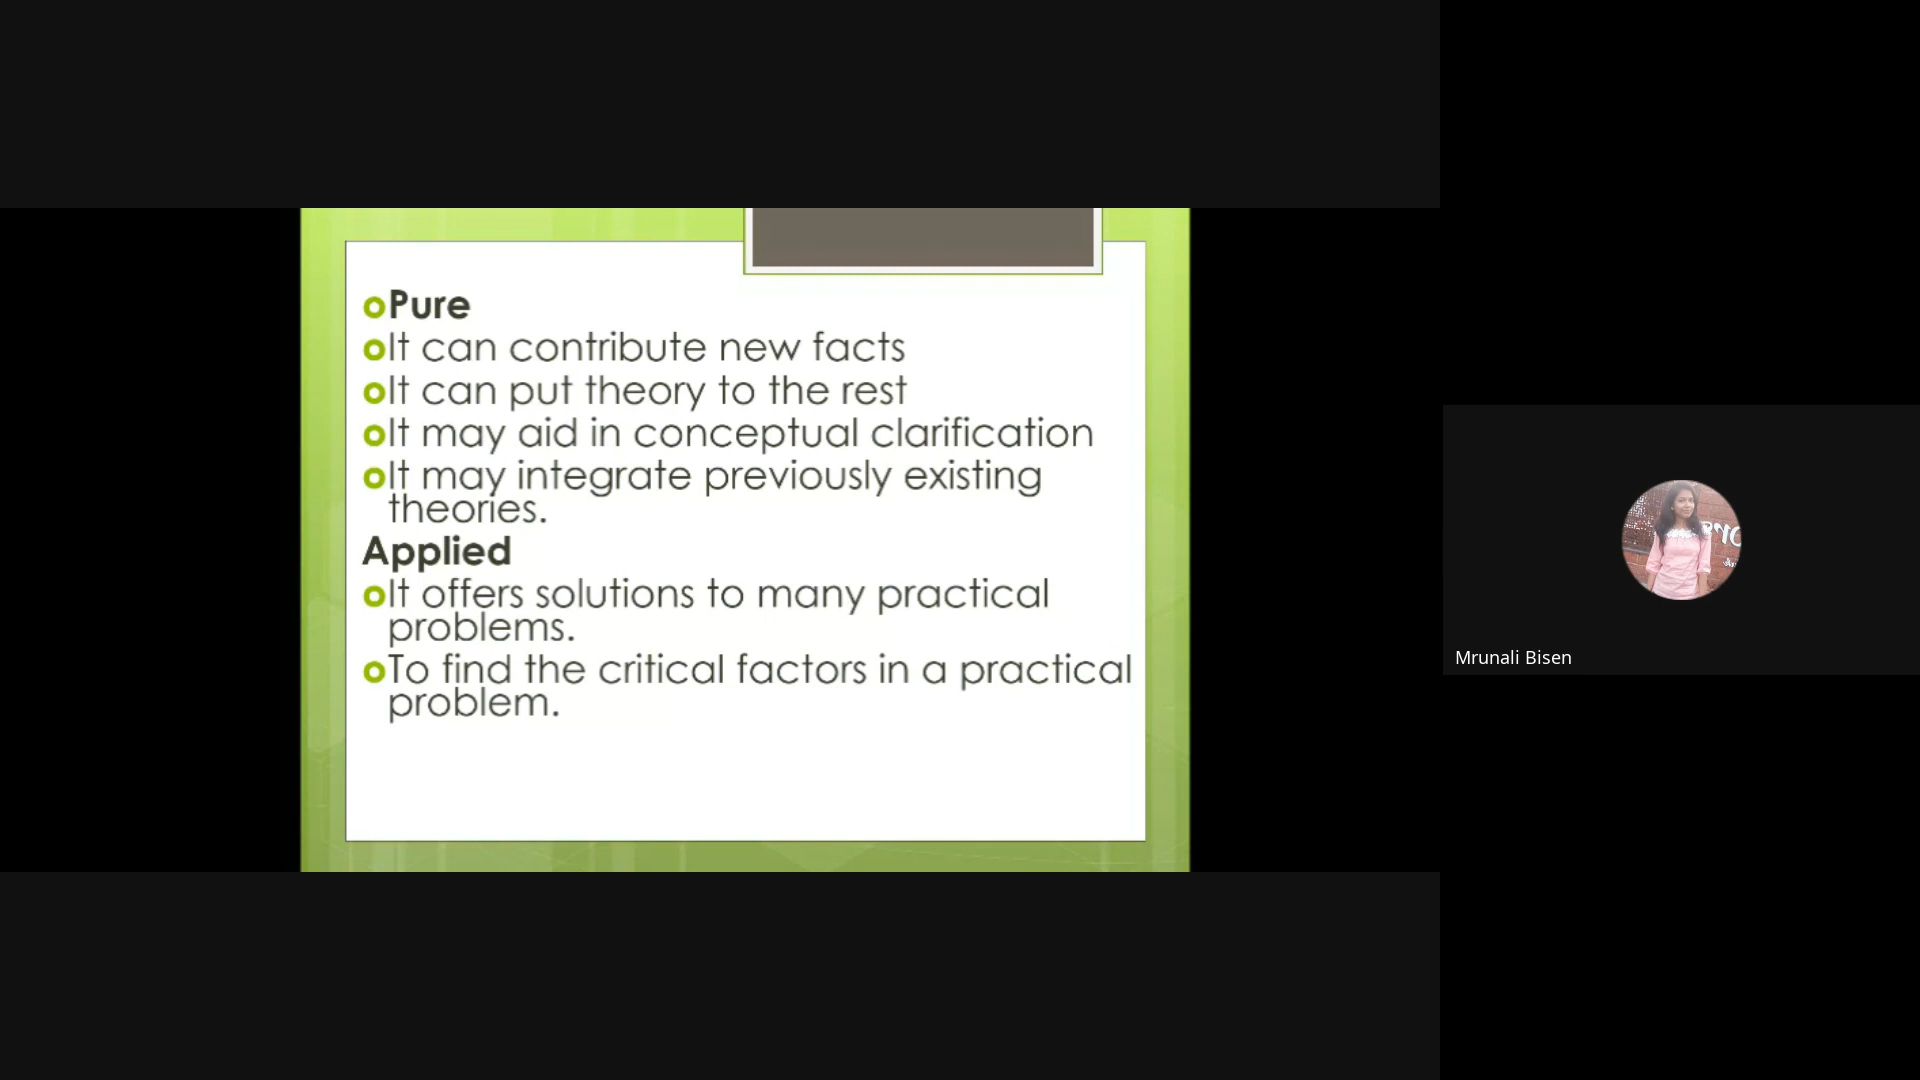 Pure
It can contribute new facts
It can put theory to the rest
It may aid in conceptual clarification
It may integrate previously existing
theories.
Applied
It offers solutions to many practical
problems.
To find the critical factors in a practical
problem.
Mrunali Bisen